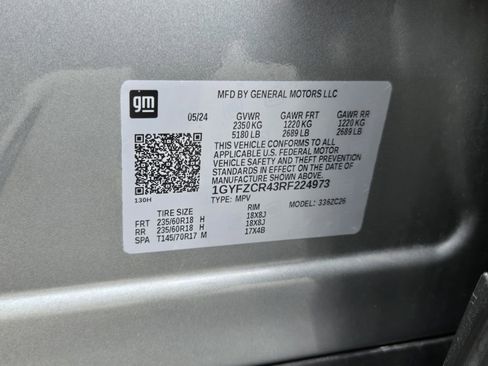 gm
MFD BY GENERAL MOTORS LLC
05/24 GVWR GAWR FRT GAWR RR
2350 KG 1220 KG 1220 KG
5180 LB 2689 LB 2689 LB
THIS VEHICLE CONFORMS TO ALL
APPLICABLE U.S. FEDERAL MOTOR
VEHICLE SAFETY AND THEFT PREVENTION
STANDARDS IN EFFECT ON THE DATE OF
MANUFACTURE SHOWN ABOVE.
1GYFZCR43RF224973
130H TYPE: MPV MODEL: 336ZC26
TIRE SIZE RIM
FRT 235/60R18 H 18X8J
RR 235/60R18 H 18X8J
SPA T145/70R17 M 17X4B